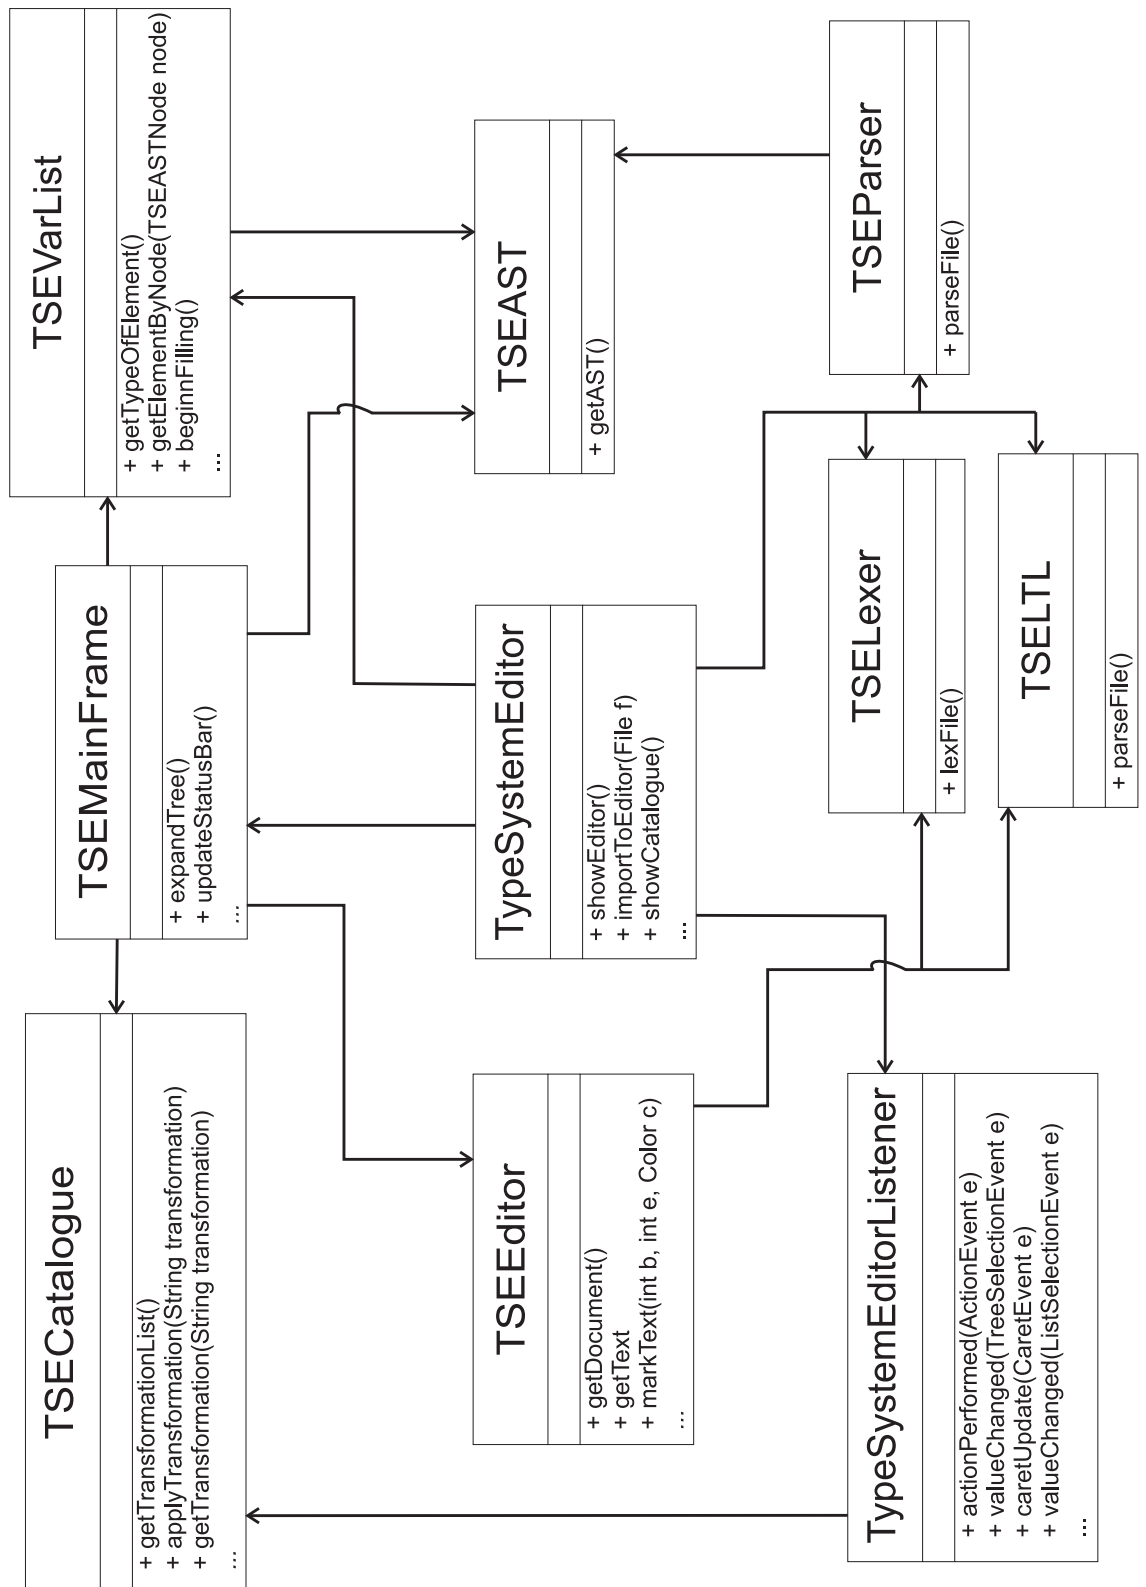 TSECatalogue
+ getTransformationList()
+ applyTransformation(String transformation)
+ getTransformation(String transformation)
...
TSEMainFrame
+ expandTree()
+ updateStatusBar()
...
TSEVarList
+ getTypeOfElement()
+ getElementByNode(TSEASTNode node)
+ beginnFilling()
...
TSEEditor
+ getDocument()
+ getText
+ markText(int b, int e, Color c)
...
TypeSystemEditor
+ showEditor()
+ importToEditor(File f)
+ showCatalogue()
...
TSEAST
+ getAST()
TypeSystemEditorListener
+ actionPerformed(ActionEvent e)
+ valueChanged(TreeSelectionEvent e)
+ caretUpdate(CaretEvent e)
+ valueChanged(ListSelectionEvent e)
...
TSELexer
+ lexFile()
TSEParser
+ parseFile()
TSELTL
+ parseFile()